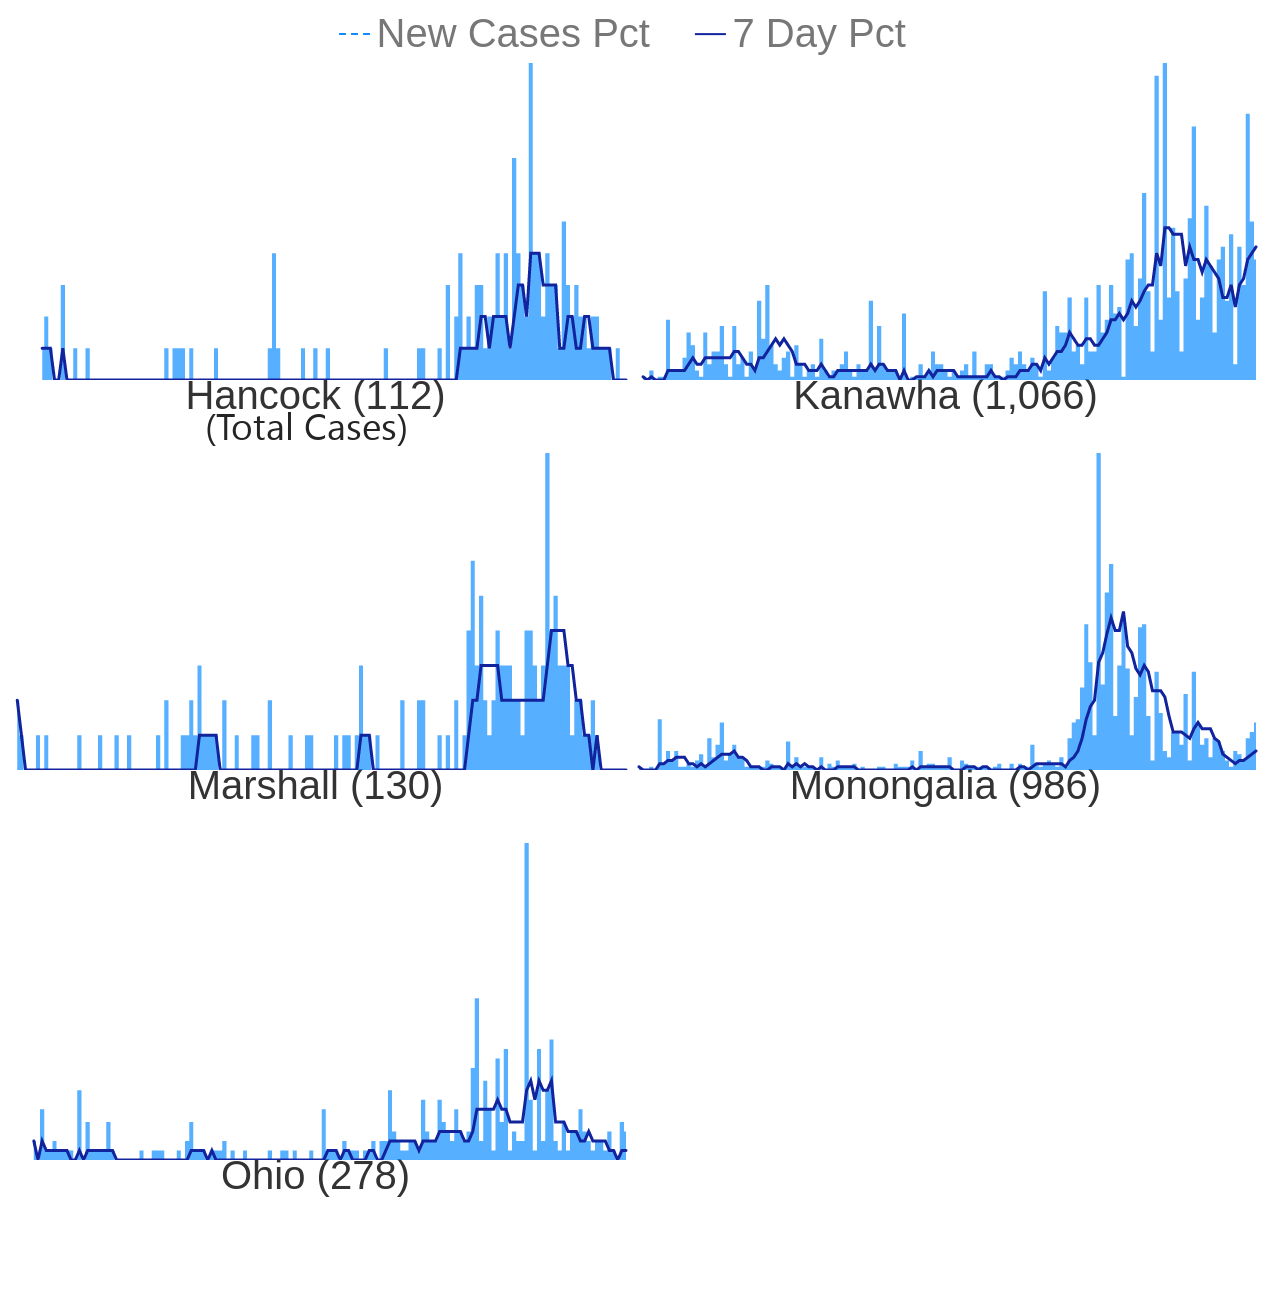 New Cases Pct 7 Day Pct
Hancock (112)
(Total Cases)
Kanawha (1,066)
Marshall (130)
Monongalia (986)
Ohio (278)